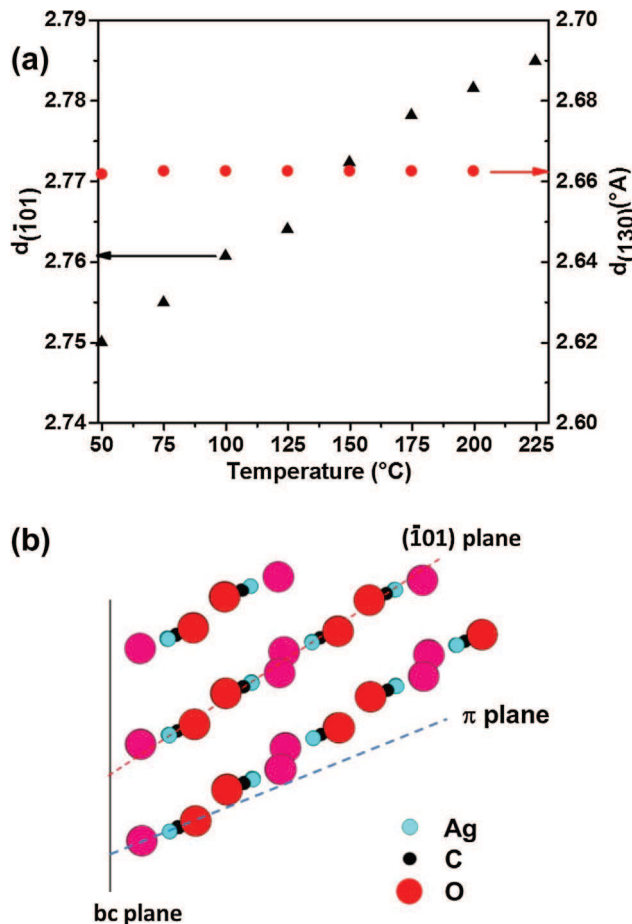 (a)
2.79
2.78
2.77
2.76
2.75
2.74
d(1̄01)
2.70
2.68
2.66
2.64
2.62
2.60
d(130)(°A)
50 75 100 125 150 175 200 225
Temperature (°C)
(b)
(1̄01) plane
π plane
bc plane
Ag
C
O